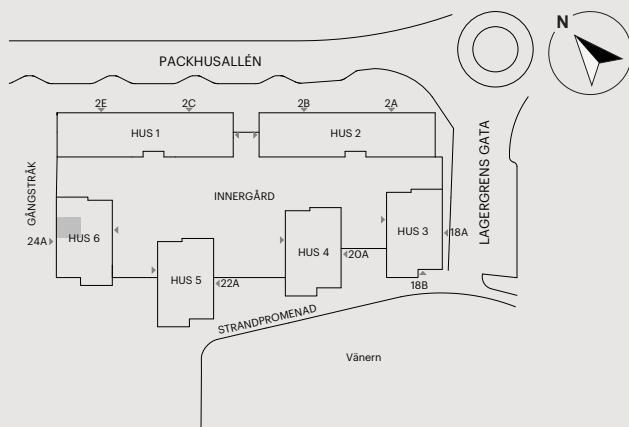 N
PACKHUSALLÉN
2E
2C
2B
2A
HUS 1
HUS 2
LAGERGRENS GATA
GÅNGSTRÅK
INNERGÅRD
24A
HUS 6
HUS 3
18A
HUS 4
20A
HUS 5
22A
18B
STRANDPROMENAD
Vänern